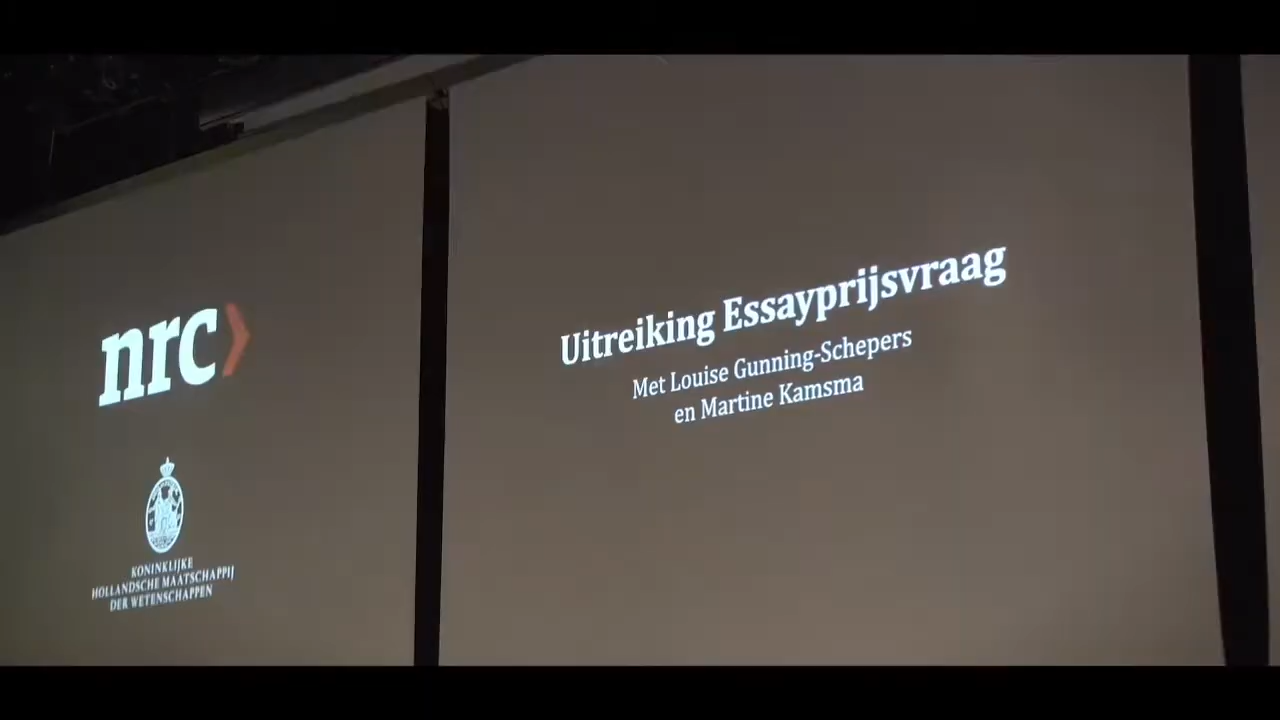 nrc
KONINKLIJKE
HOLLANDSCHE MAATSCHAPPIJ
DER WETENSCHAPPEN
Uitreiking Essayprijsvraag
Met Louise Gunning-Schepers
en Martine Kamsma